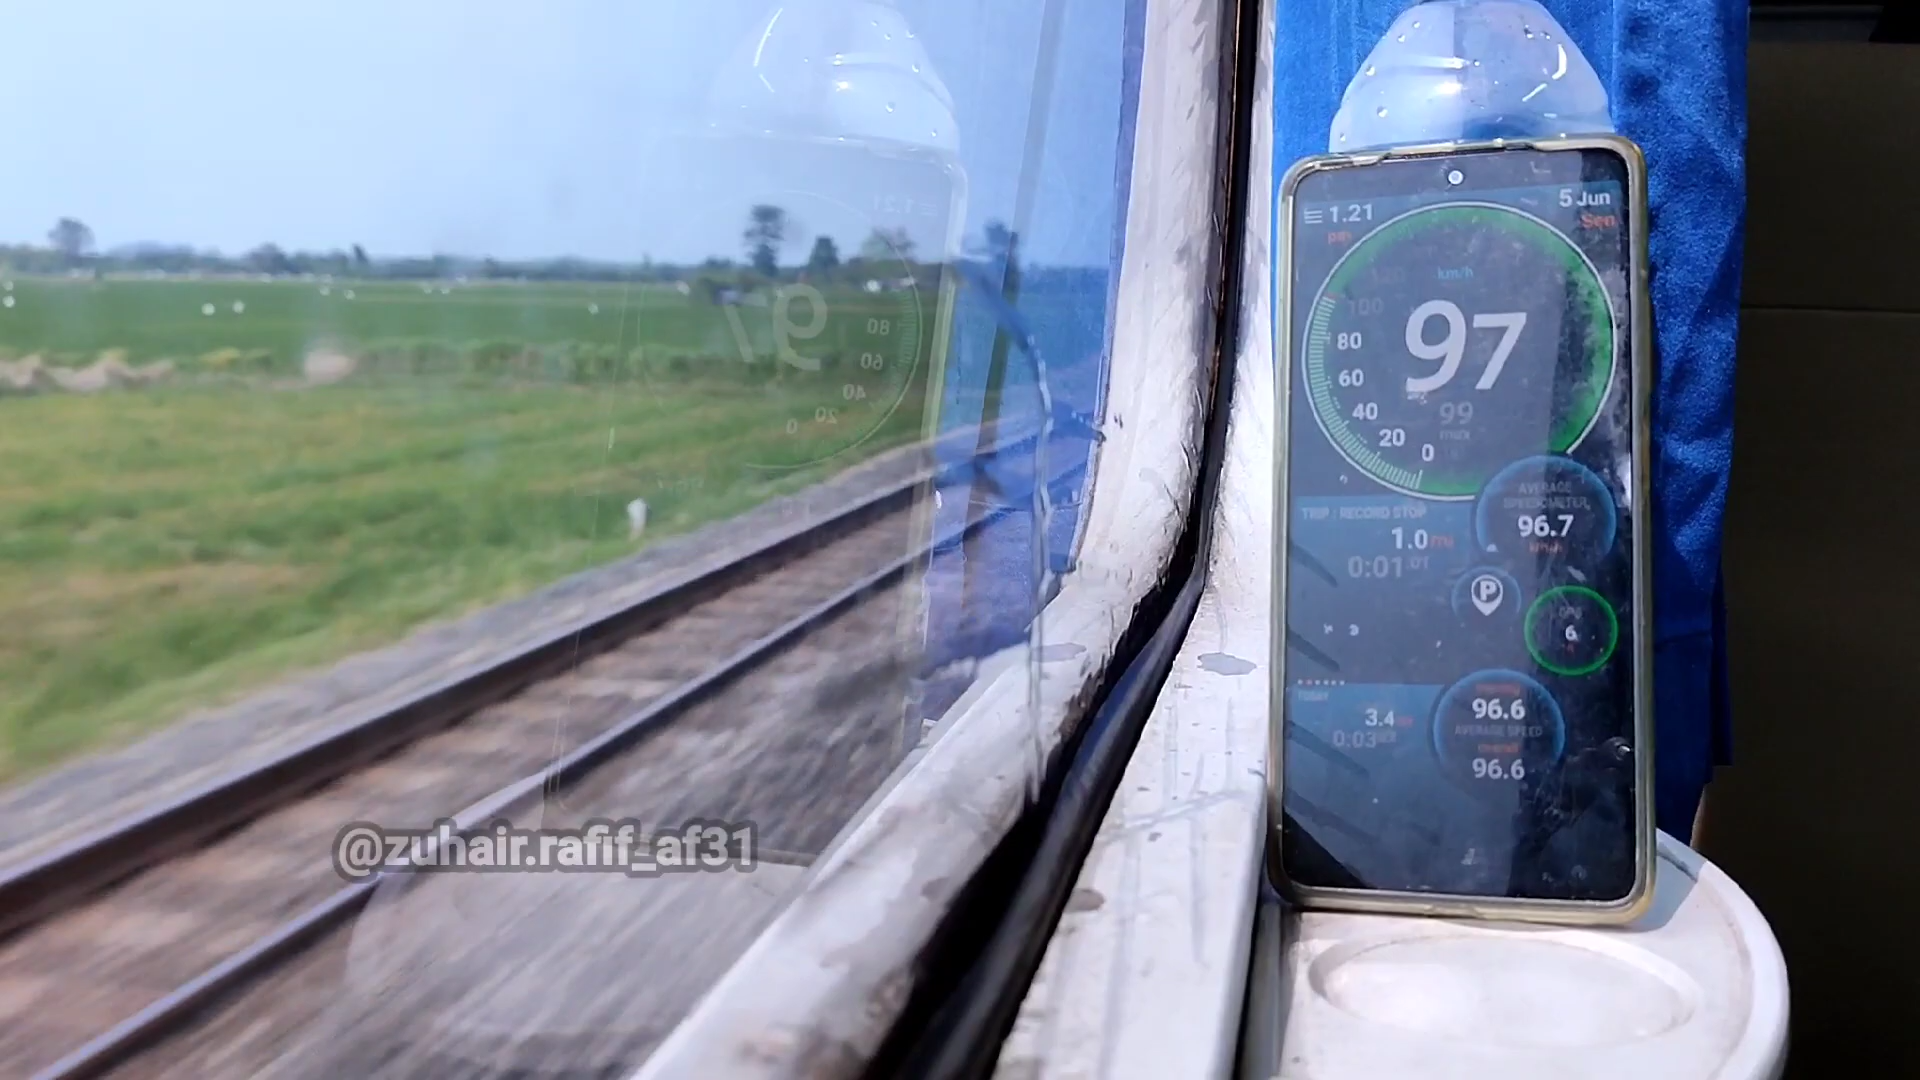 1.21
pm
5 Jun
Sen
km/h
97
99
max
100
80
60
40
20
0
AVERAGE
SPEEDOMETER
96.7
km/h
TRIP / RECORD STOP
1.0 mi
0:01
P
GPS
6
TODAY
3.4
0:03
96.6
AVERAGE SPEED
overall
96.6
@zuhair.rafif_af31